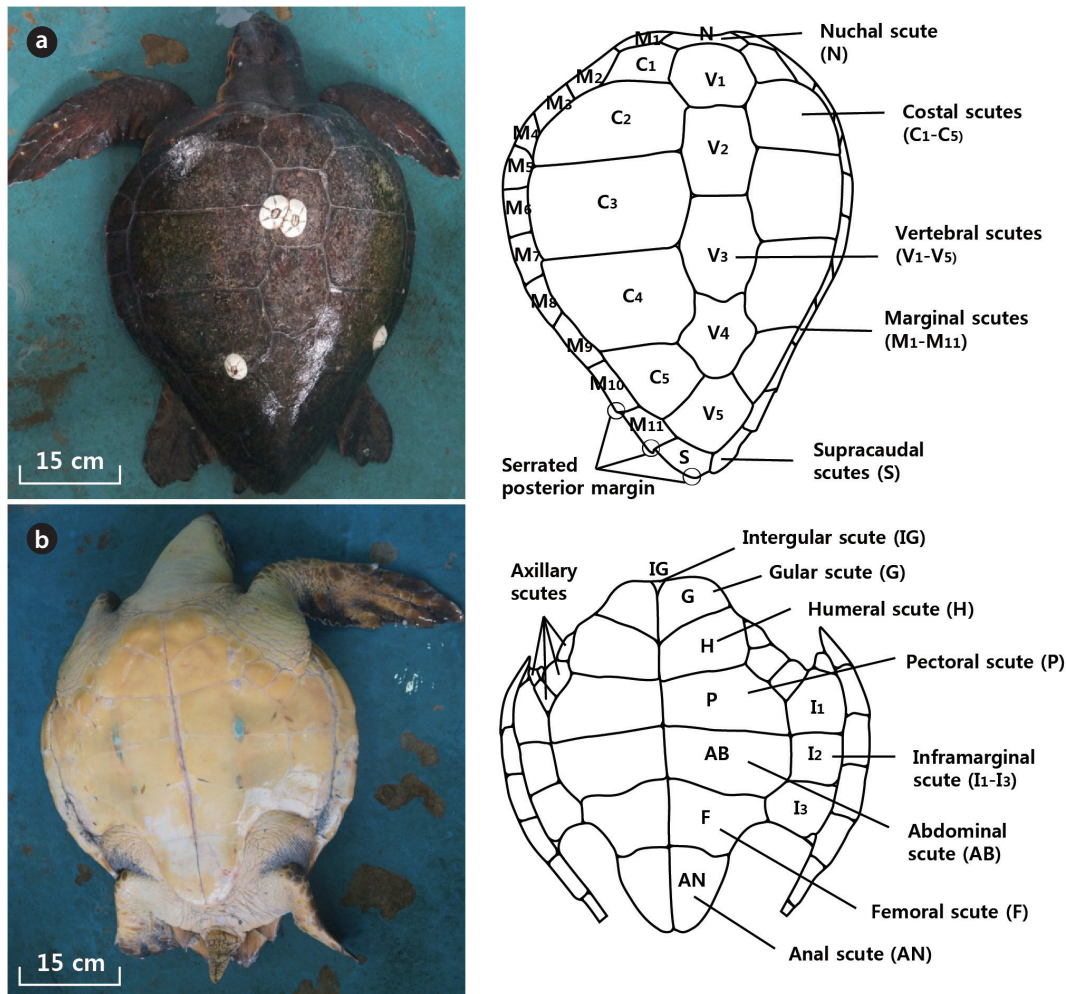 a
15 cm
N
M1
C1
V1
M2
M3
C2
M4
V2
M5
M6
C3
M7
V3
M8
C4
V4
M9
M10
C5
V5
M11
S
Nuchal scute
(N)
Costal scutes
(C1-C5)
Vertebral scutes
(V1-V5)
Marginal scutes
(M1-M11)
Serrated
posterior margin
Supracaudal
scutes (S)
b
15 cm
Axillary
scutes
IG
G
H
P
I1
AB
I2
I3
F
AN
Intergular scute (IG)
Gular scute (G)
Humeral scute (H)
Pectoral scute (P)
Inframarginal
scute (I1-I3)
Abdominal
scute (AB)
Femoral scute (F)
Anal scute (AN)